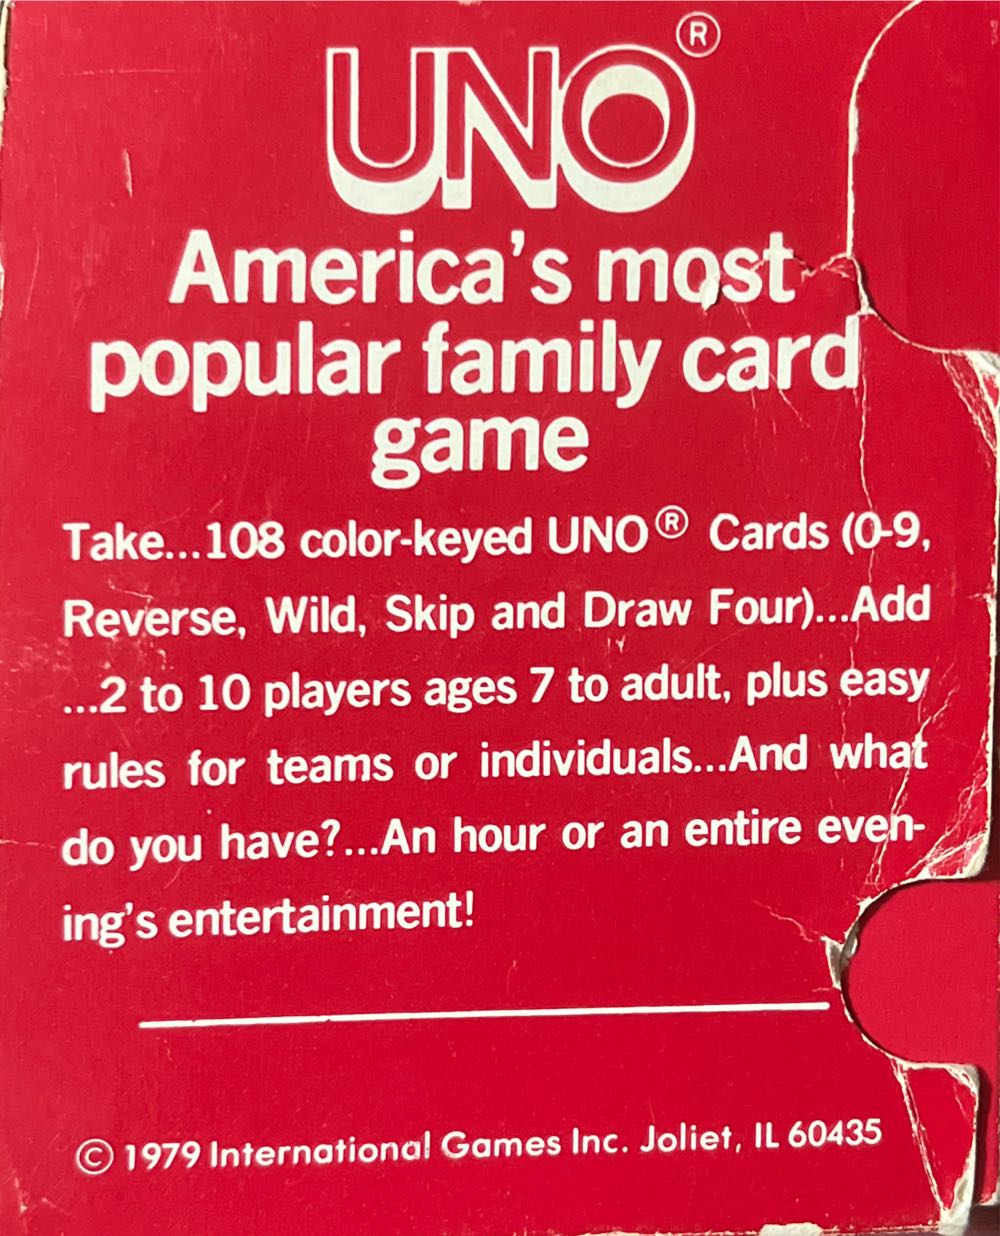 UNO®
America's most
popular family card
game
Take...108 color-keyed UNO® Cards (0-9,
Reverse, Wild, Skip and Draw Four)...Add
...2 to 10 players ages 7 to adult, plus easy
rules for teams or individuals...And what
do you have?...An hour or an entire even-
ing's entertainment!
© 1979 International Games Inc. Joliet, IL 60435